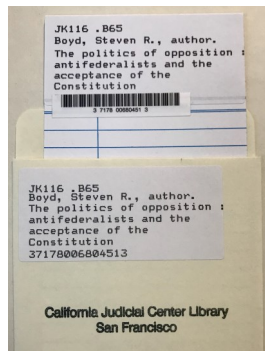 JK116 .B65
Boyd, Steven R., author.
The politics of opposition :
antifederalists and the
acceptance of the
Constitution
3 7178 00680451 3
JK116 .B65
Boyd, Steven R., author.
The politics of opposition :
antifederalists and the
acceptance of the
Constitution
37178006804513
California Judicial Center Library
San Francisco